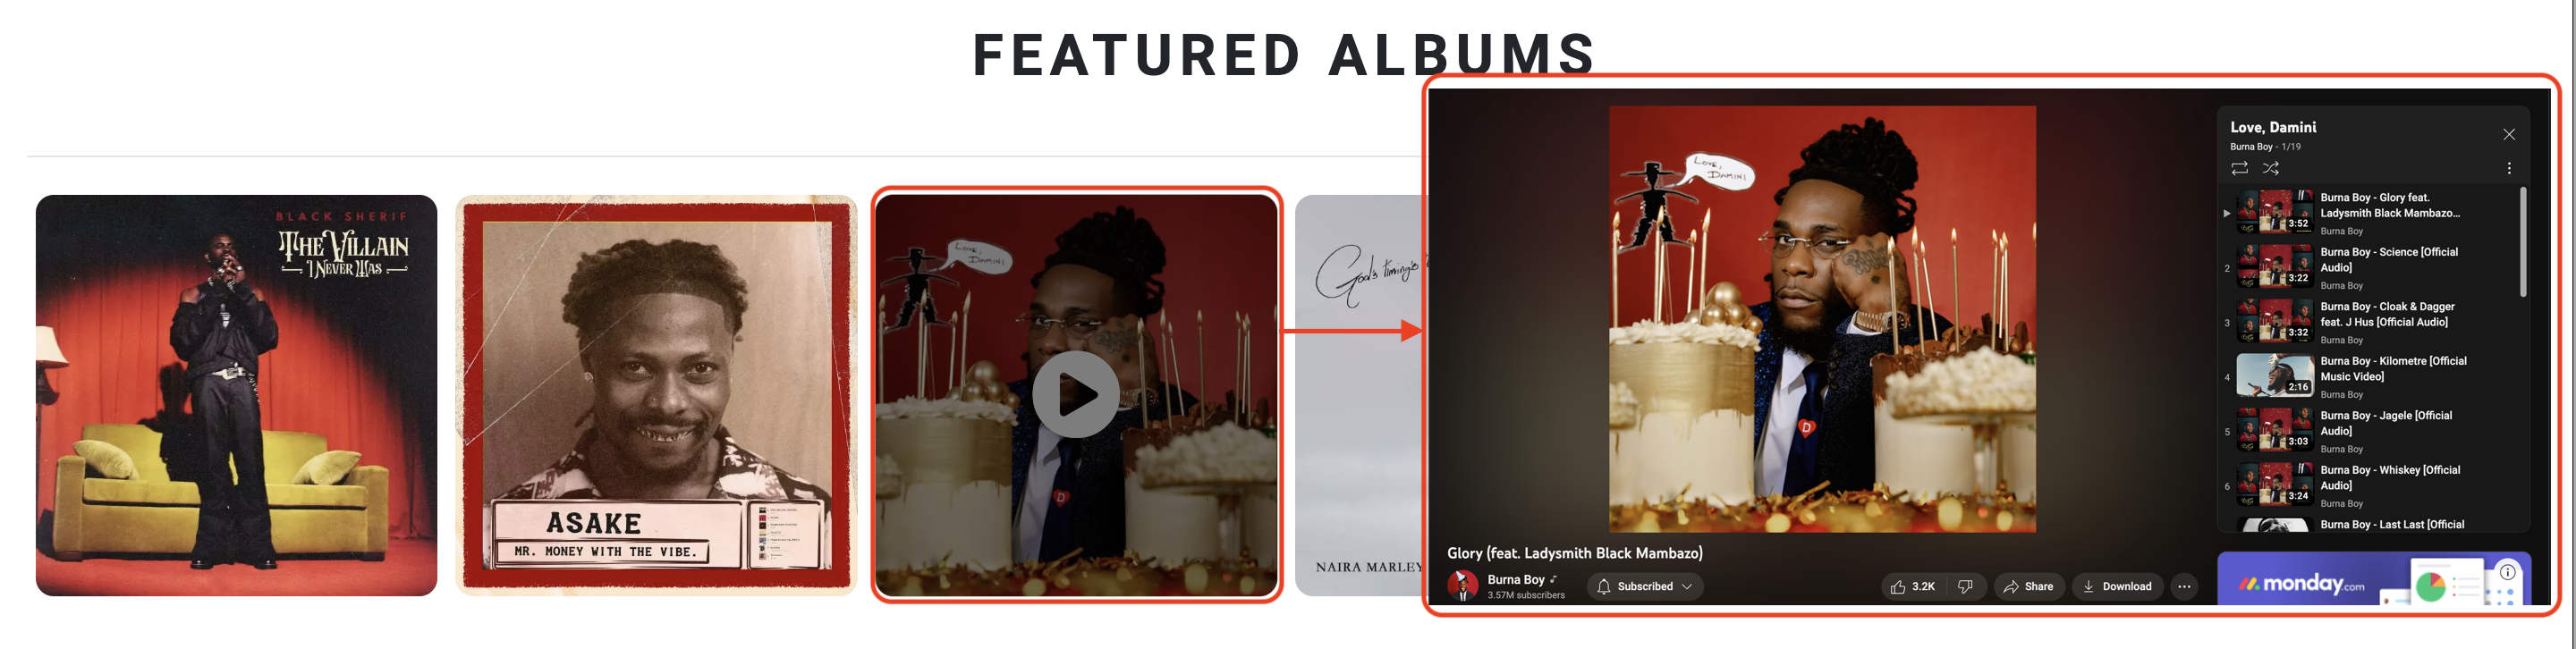 FEATURED ALBUMS
BLACK SHERIF
THE VILLAIN
I NEVER WAS
ASAKE
MR. MONEY WITH THE VIBE.
LOVE,
DAMINI
D
God's timing's
NAIRA MARLEY
LOVE,
DAMINI
D
Glory (feat. Ladysmith Black Mambazo)
Burna Boy
3.57M subscribers
Subscribed
3.2K
Share
Download
Love, Damini
Burna Boy - 1/19
3:52
Burna Boy - Glory feat.
Ladysmith Black Mambazo...
Burna Boy
2
3:22
Burna Boy - Science [Official
Audio]
Burna Boy
3
3:32
Burna Boy - Cloak & Dagger
feat. J Hus [Official Audio]
Burna Boy
4
2:16
Burna Boy - Kilometre [Official
Music Video]
Burna Boy
5
3:03
Burna Boy - Jagele [Official
Audio]
Burna Boy
6
3:24
Burna Boy - Whiskey [Official
Audio]
Burna Boy
Burna Boy - Last Last [Official
monday.com